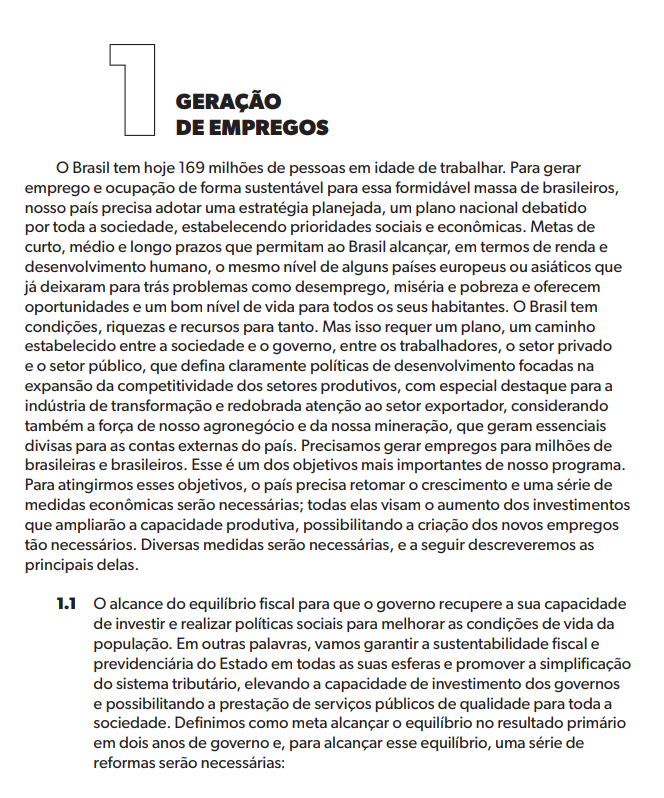 1
GERAÇÃO
DE EMPREGOS
O Brasil tem hoje 169 milhões de pessoas em idade de trabalhar. Para gerar
emprego e ocupação de forma sustentável para essa formidável massa de brasileiros,
nosso país precisa adotar uma estratégia planejada, um plano nacional debatido
por toda a sociedade, estabelecendo prioridades sociais e econômicas. Metas de
curto, médio e longo prazos que permitam ao Brasil alcançar, em termos de renda e
desenvolvimento humano, o mesmo nível de alguns países europeus ou asiáticos que
já deixaram para trás problemas como desemprego, miséria e pobreza e oferecem
oportunidades e um bom nível de vida para todos os seus habitantes. O Brasil tem
condições, riquezas e recursos para tanto. Mas isso requer um plano, um caminho
estabelecido entre a sociedade e o governo, entre os trabalhadores, o setor privado
e o setor público, que defina claramente políticas de desenvolvimento focadas na
expansão da competitividade dos setores produtivos, com especial destaque para a
indústria de transformação e redobrada atenção ao setor exportador, considerando
também a força de nosso agronegócio e da nossa mineração, que geram essenciais
divisas para as contas externas do país. Precisamos gerar empregos para milhões de
brasileiras e brasileiros. Esse é um dos objetivos mais importantes de nosso programa.
Para atingirmos esses objetivos, o país precisa retomar o crescimento e uma série de
medidas econômicas serão necessárias; todas elas visam o aumento dos investimentos
que ampliarão a capacidade produtiva, possibilitando a criação dos novos empregos
tão necessários. Diversas medidas serão necessárias, e a seguir descreveremos as
principais delas.
1.1 O alcance do equilíbrio fiscal para que o governo recupere a sua capacidade
de investir e realizar políticas sociais para melhorar as condições de vida da
população. Em outras palavras, vamos garantir a sustentabilidade fiscal e
previdenciária do Estado em todas as suas esferas e promover a simplificação
do sistema tributário, elevando a capacidade de investimento dos governos
e possibilitando a prestação de serviços públicos de qualidade para toda a
sociedade. Definimos como meta alcançar o equilíbrio no resultado primário
em dois anos de governo e, para alcançar esse equilíbrio, uma série de
reformas serão necessárias: